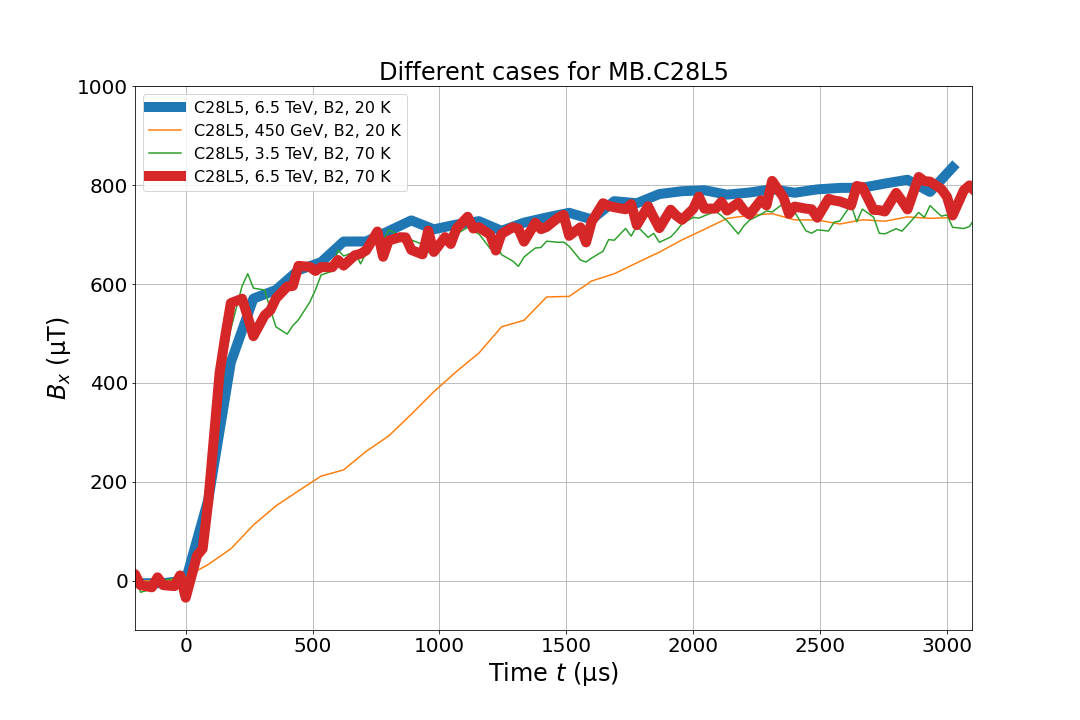 Different cases for MB.C28L5
1000
800
600
400
200
0
C28L5, 6.5 TeV, B2, 20 K
C28L5, 450 GeV, B2, 20 K
C28L5, 3.5 TeV, B2, 70 K
C28L5, 6.5 TeV, B2, 70 K
Bₓ (μT)
0 500 1000 1500 2000 2500 3000
Time t (μs)